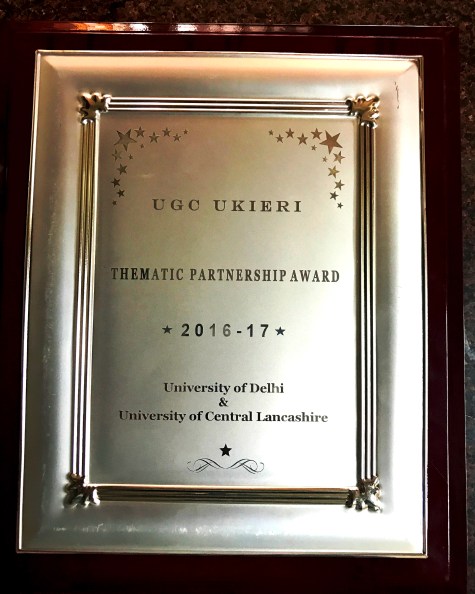 UGC UKIERI
THEMATIC PARTNERSHIP AWARD
★ 2016-17 ★
University of Delhi
&
University of Central Lancashire